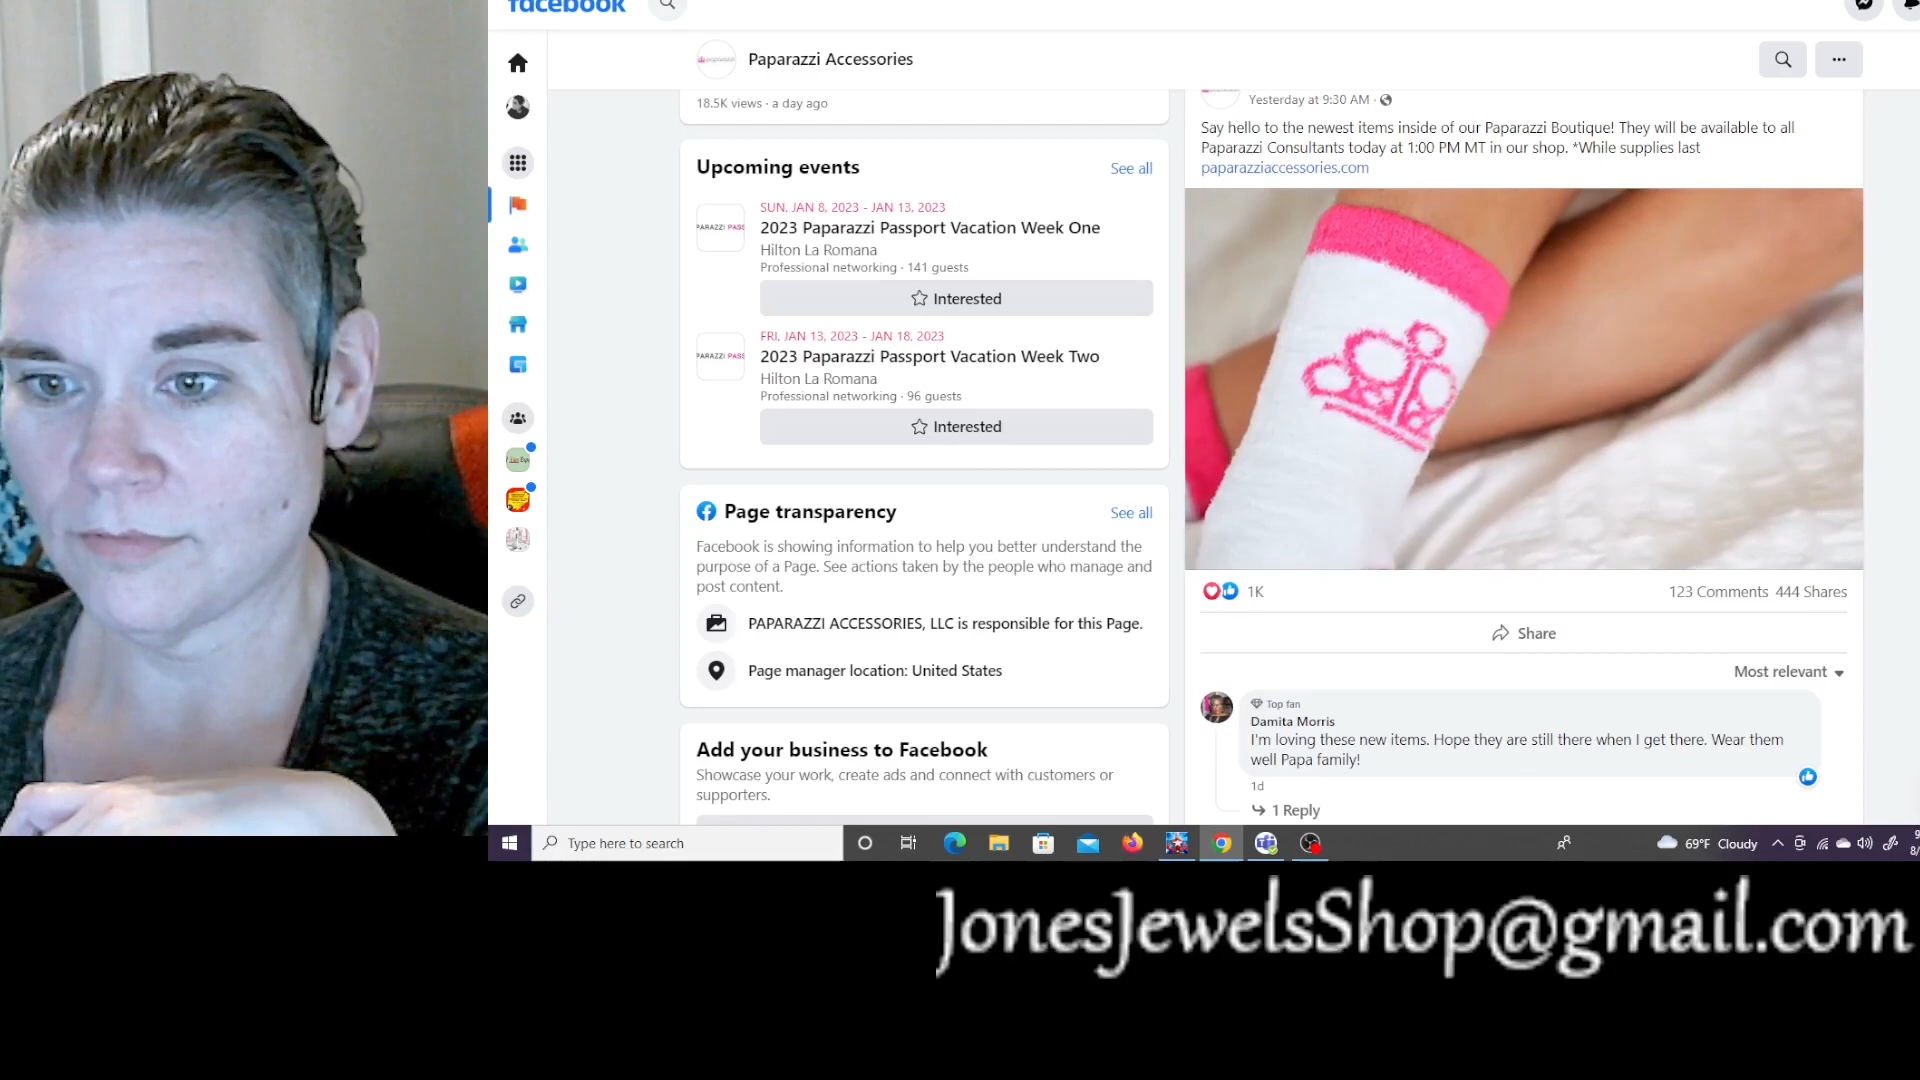 facebook
Paparazzi Accessories
18.5K views · a day ago
Upcoming events
See all
SUN, JAN 8, 2023 - JAN 13, 2023
2023 Paparazzi Passport Vacation Week One
Hilton La Romana
Professional networking · 141 guests
Interested
FRI, JAN 13, 2023 - JAN 18, 2023
2023 Paparazzi Passport Vacation Week Two
Hilton La Romana
Professional networking · 96 guests
Interested
Page transparency
See all
Facebook is showing information to help you better understand the
purpose of a Page. See actions taken by the people who manage and
post content.
PAPARAZZI ACCESSORIES, LLC is responsible for this Page.
Page manager location: United States
Add your business to Facebook
Showcase your work, create ads and connect with customers or
supporters.
Yesterday at 9:30 AM ·
Say hello to the newest items inside of our Paparazzi Boutique! They will be available to all
Paparazzi Consultants today at 1:00 PM MT in our shop. *While supplies last
paparazziaccessories.com
1K
123 Comments 444 Shares
Share
Most relevant
Top fan
Damita Morris
I'm loving these new items. Hope they are still there when I get there. Wear them
well Papa family!
1d
1 Reply
Type here to search
69°F Cloudy
JonesJewelsShop@gmail.com